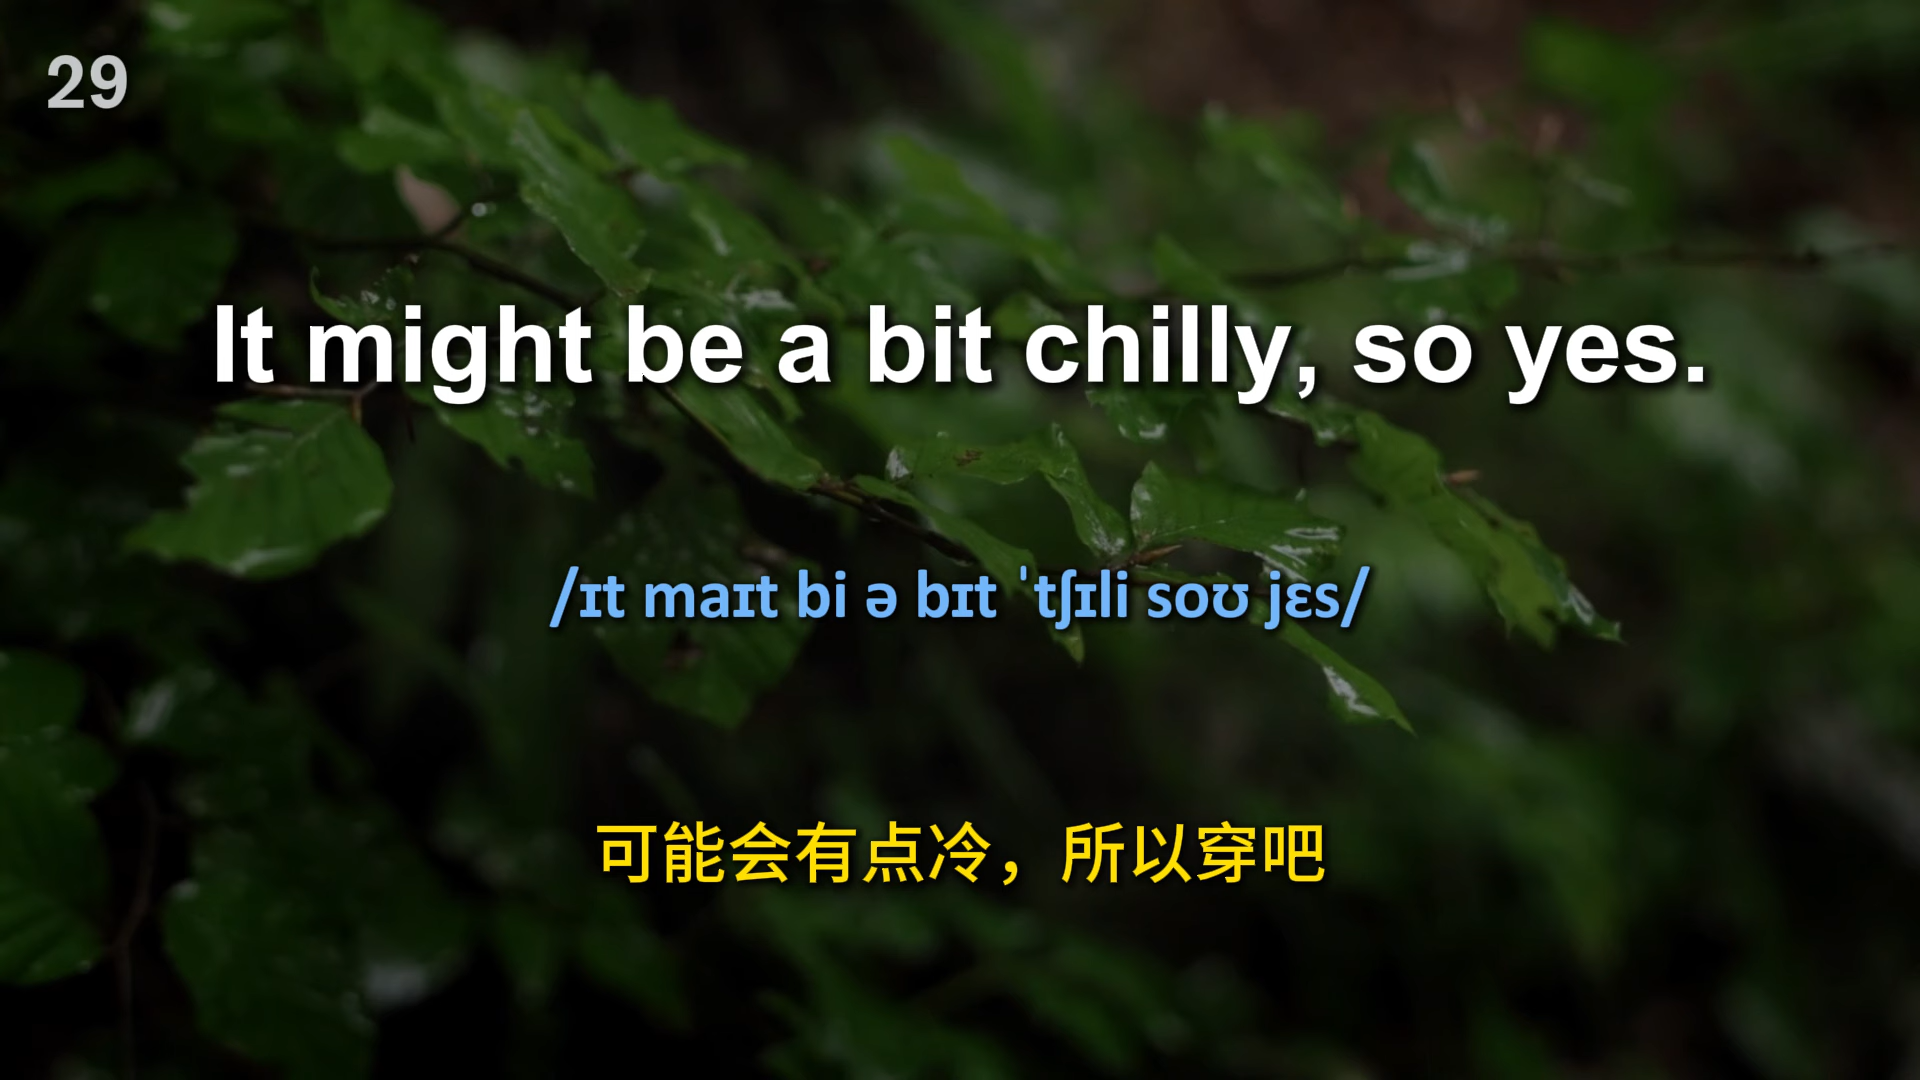 29
It might be a bit chilly, so yes.
/ɪt maɪt bi ə bɪt ˈtʃɪli soʊ jɛs/
可能会有点冷，所以穿吧